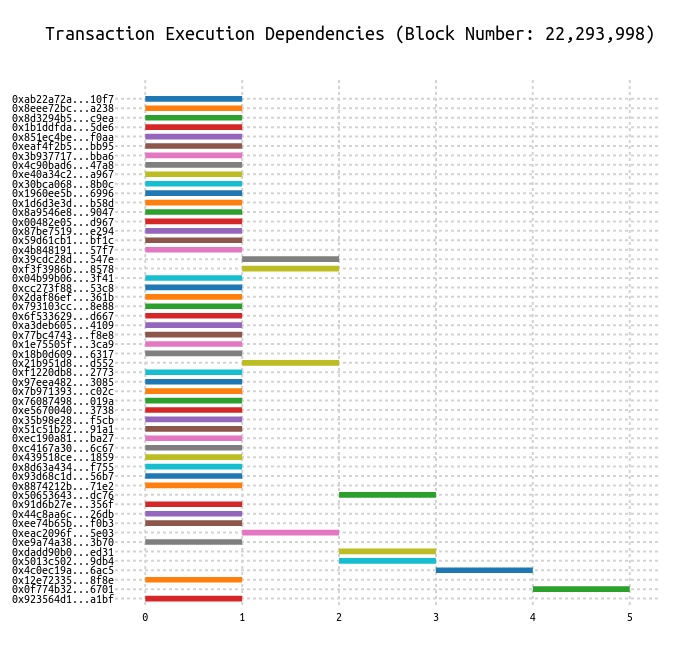 Transaction Execution Dependencies (Block Number: 22,293,998)
0xab22a72a...10f7
0x8eee72bc...a238
0x8d3294b5...c9ea
0x1b1ddfda...5de6
0x851ec4be...f0aa
0xeaf4f2b5...bb95
0x3b937717...bba6
0x4c90bad6...47a8
0xe40a34c2...a967
0x30bca068...8b0c
0x1960ee5b...6996
0x1d6d3e3d...b58d
0x8a9546e8...9047
0x00482e05...d967
0x87be7519...e294
0x59d61cb1...bf1c
0x4b848191...57f7
0x39cdc28d...547e
0xf3f3986b...8578
0x04b99b06...3f41
0xcc273f88...53c8
0x2daf86ef...361b
0x793103cc...8e88
0x6f533629...d667
0xa3deb605...4109
0x77bc4743...f8e8
0x1e75505f...3ca9
0x18b0d609...6317
0x21b951d8...d552
0xf1220db8...2773
0x97eea482...3085
0x7b971393...c02c
0x76087498...019a
0xe5670040...3738
0x35b98e28...f5cb
0x51c51b22...91a1
0xec190a81...ba27
0xc4167a30...6c67
0x439518ce...1859
0x8d63a434...f755
0x93d68c1d...56b7
0x8874212b...71e2
0x50653643...dc76
0x91d6b27e...356f
0x44c8aa6c...26db
0xee74b65b...f0b3
0xeac2096f...5e03
0xe9a74a38...3b70
0xdadd90b0...ed31
0x5013c502...9db4
0x4c0ec19a...6ac5
0x12e72335...8f8e
0x0f774b32...6701
0x923564d1...a1bf
0 1 2 3 4 5